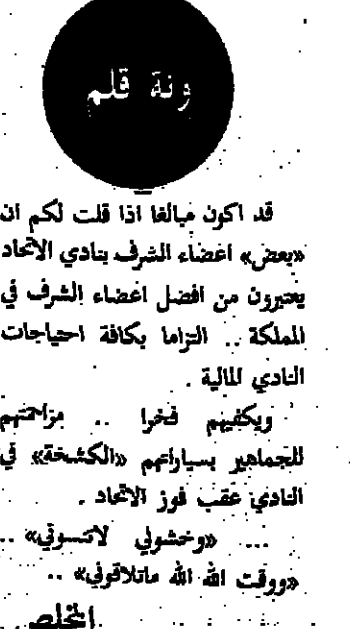 ونة قلم
قد اكون مبالغا اذا قلت لكم ان
«بعض» اعضاء الشرف بنادي الاتحاد
يعتبرون من افضل اعضاء الشرف في
المملكة .. التزاما بكافة احتياجات
النادي المالية .
ويكفيهم فخرا .. مزاحمتهم
للجماهير بسياراتهم «الكشخة» في
النادي عقب فوز الاتحاد .
... «وخشوني لاتنسوني» ..
«ووقت الله الله ماتلاقوني» ..
المخلص